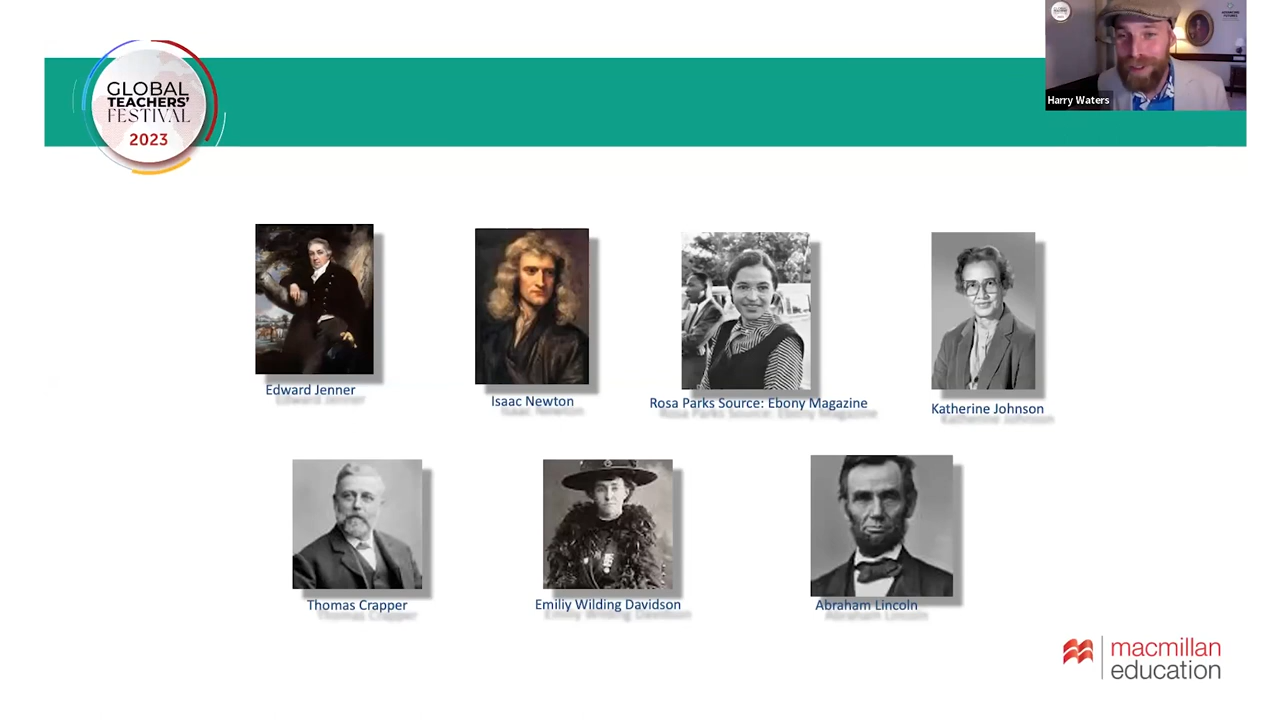 GLOBAL
TEACHERS'
FESTIVAL
2023
Harry Waters
Edward Jenner
Isaac Newton
Rosa Parks Source: Ebony Magazine
Katherine Johnson
Thomas Crapper
Emiliy Wilding Davidson
Abraham Lincoln
macmillan
education